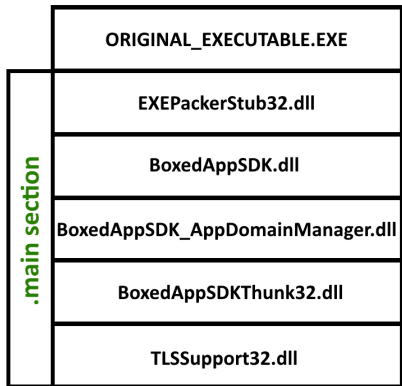 ORIGINAL_EXECUTABLE.EXE
.main section
EXEPackerStub32.dll
BoxedAppSDK.dll
BoxedAppSDK_AppDomainManager.dll
BoxedAppSDKThunk32.dll
TLSSupport32.dll